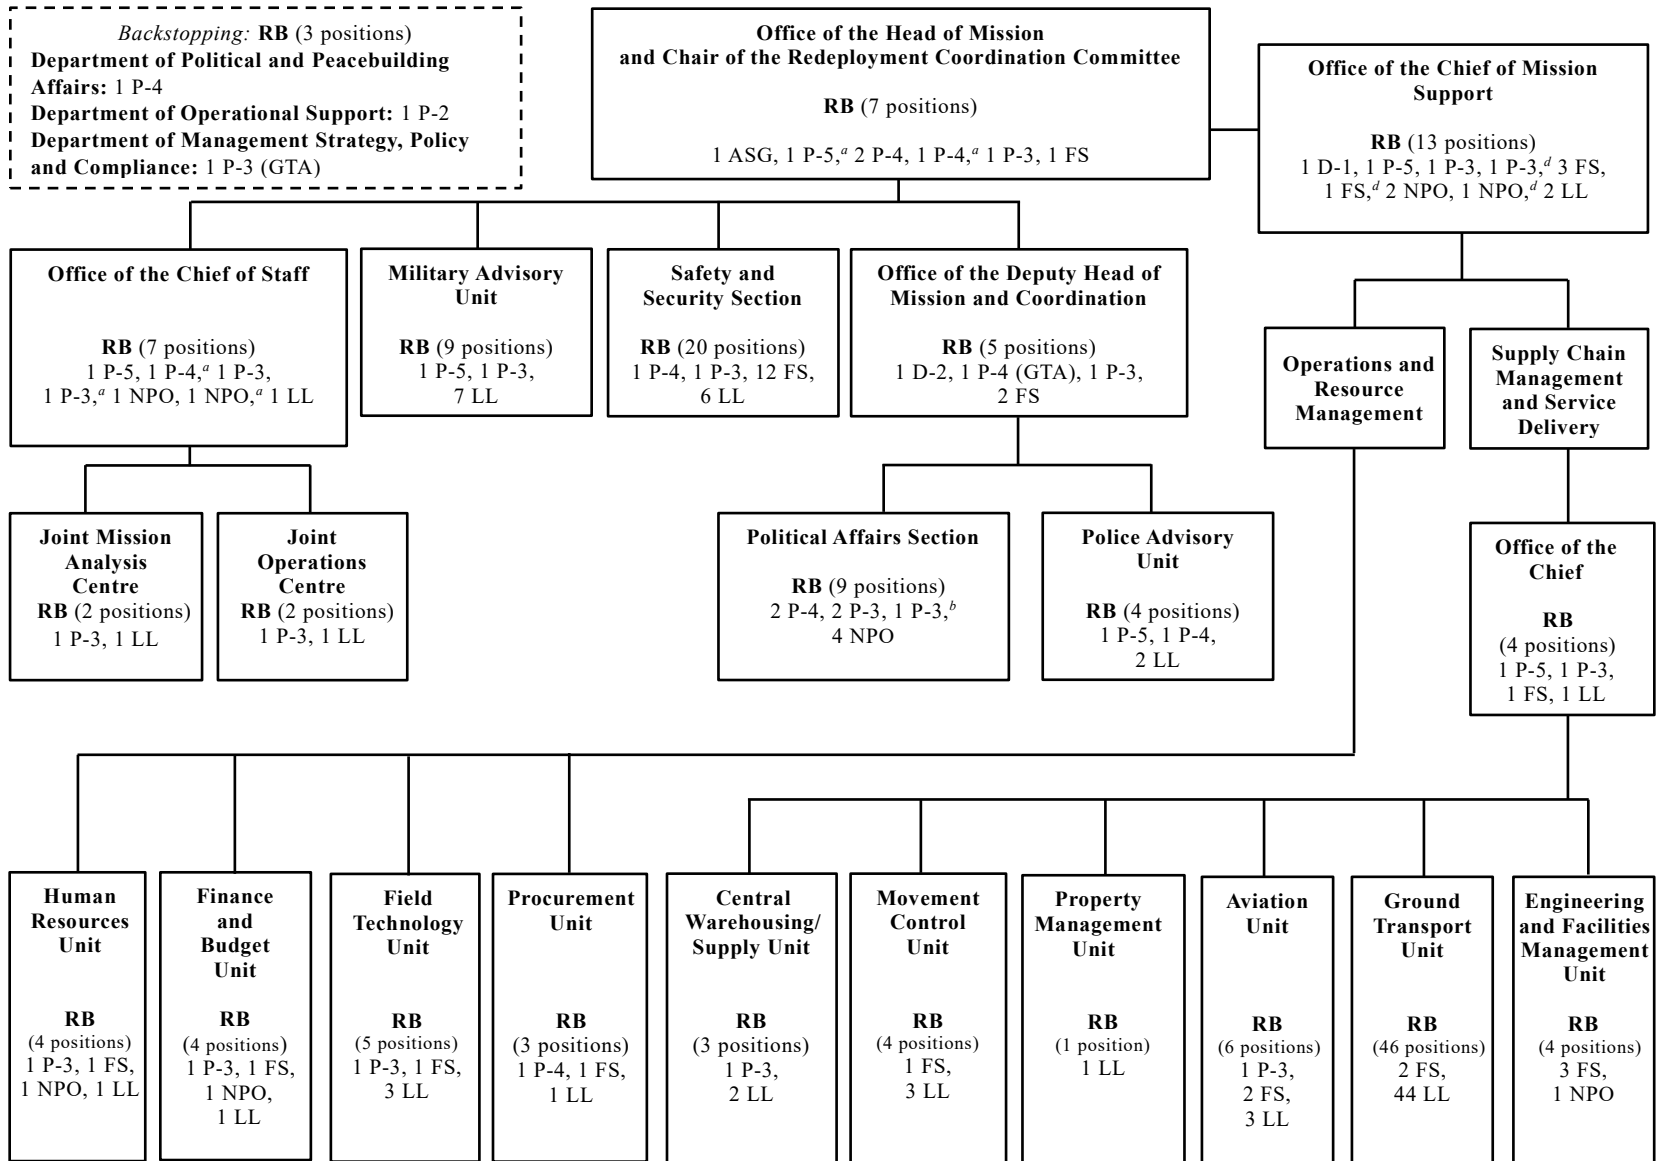 Backstopping: RB (3 positions)
Department of Political and Peacebuilding
Affairs: 1 P-4
Department of Operational Support: 1 P-2
Department of Management Strategy, Policy
and Compliance: 1 P-3 (GTA)
Office of the Head of Mission
and Chair of the Redeployment Coordination Committee
RB (7 positions)
1 ASG, 1 P-5,a 2 P-4, 1 P-4,a 1 P-3, 1 FS
Office of the Chief of Mission
Support
RB (13 positions)
1 D-1, 1 P-5, 1 P-3, 1 P-3,d 3 FS,
1 FS,d 2 NPO, 1 NPO,d 2 LL
Office of the Chief of Staff
RB (7 positions)
1 P-5, 1 P-4,a 1 P-3,
1 P-3,a 1 NPO, 1 NPO,a 1 LL
Military Advisory
Unit
RB (9 positions)
1 P-5, 1 P-3,
7 LL
Safety and
Security Section
RB (20 positions)
1 P-4, 1 P-3, 12 FS,
6 LL
Office of the Deputy Head of
Mission and Coordination
RB (5 positions)
1 D-2, 1 P-4 (GTA), 1 P-3,
2 FS
Operations and
Resource
Management
Supply Chain
Management
and Service
Delivery
Joint Mission
Analysis
Centre
RB (2 positions)
1 P-3, 1 LL
Joint
Operations
Centre
RB (2 positions)
1 P-3, 1 LL
Political Affairs Section
RB (9 positions)
2 P-4, 2 P-3, 1 P-3,b
4 NPO
Police Advisory
Unit
RB (4 positions)
1 P-5, 1 P-4,
2 LL
Office of the
Chief
RB
(4 positions)
1 P-5, 1 P-3,
1 FS, 1 LL
Human
Resources
Unit
RB
(4 positions)
1 P-3, 1 FS,
1 NPO, 1 LL
Finance
and
Budget
Unit
RB
(4 positions)
1 P-3, 1 FS,
1 NPO,
1 LL
Field
Technology
Unit
RB
(5 positions)
1 P-3, 1 FS,
3 LL
Procurement
Unit
RB
(3 positions)
1 P-4, 1 FS,
1 LL
Central
Warehousing/
Supply Unit
RB
(3 positions)
1 P-3,
2 LL
Movement
Control
Unit
RB
(4 positions)
1 FS,
3 LL
Property
Management
Unit
RB
(1 position)
1 LL
Aviation
Unit
RB
(6 positions)
1 P-3,
2 FS,
3 LL
Ground
Transport
Unit
RB
(46 positions)
2 FS,
44 LL
Engineering
and Facilities
Management
Unit
RB
(4 positions)
3 FS,
1 NPO